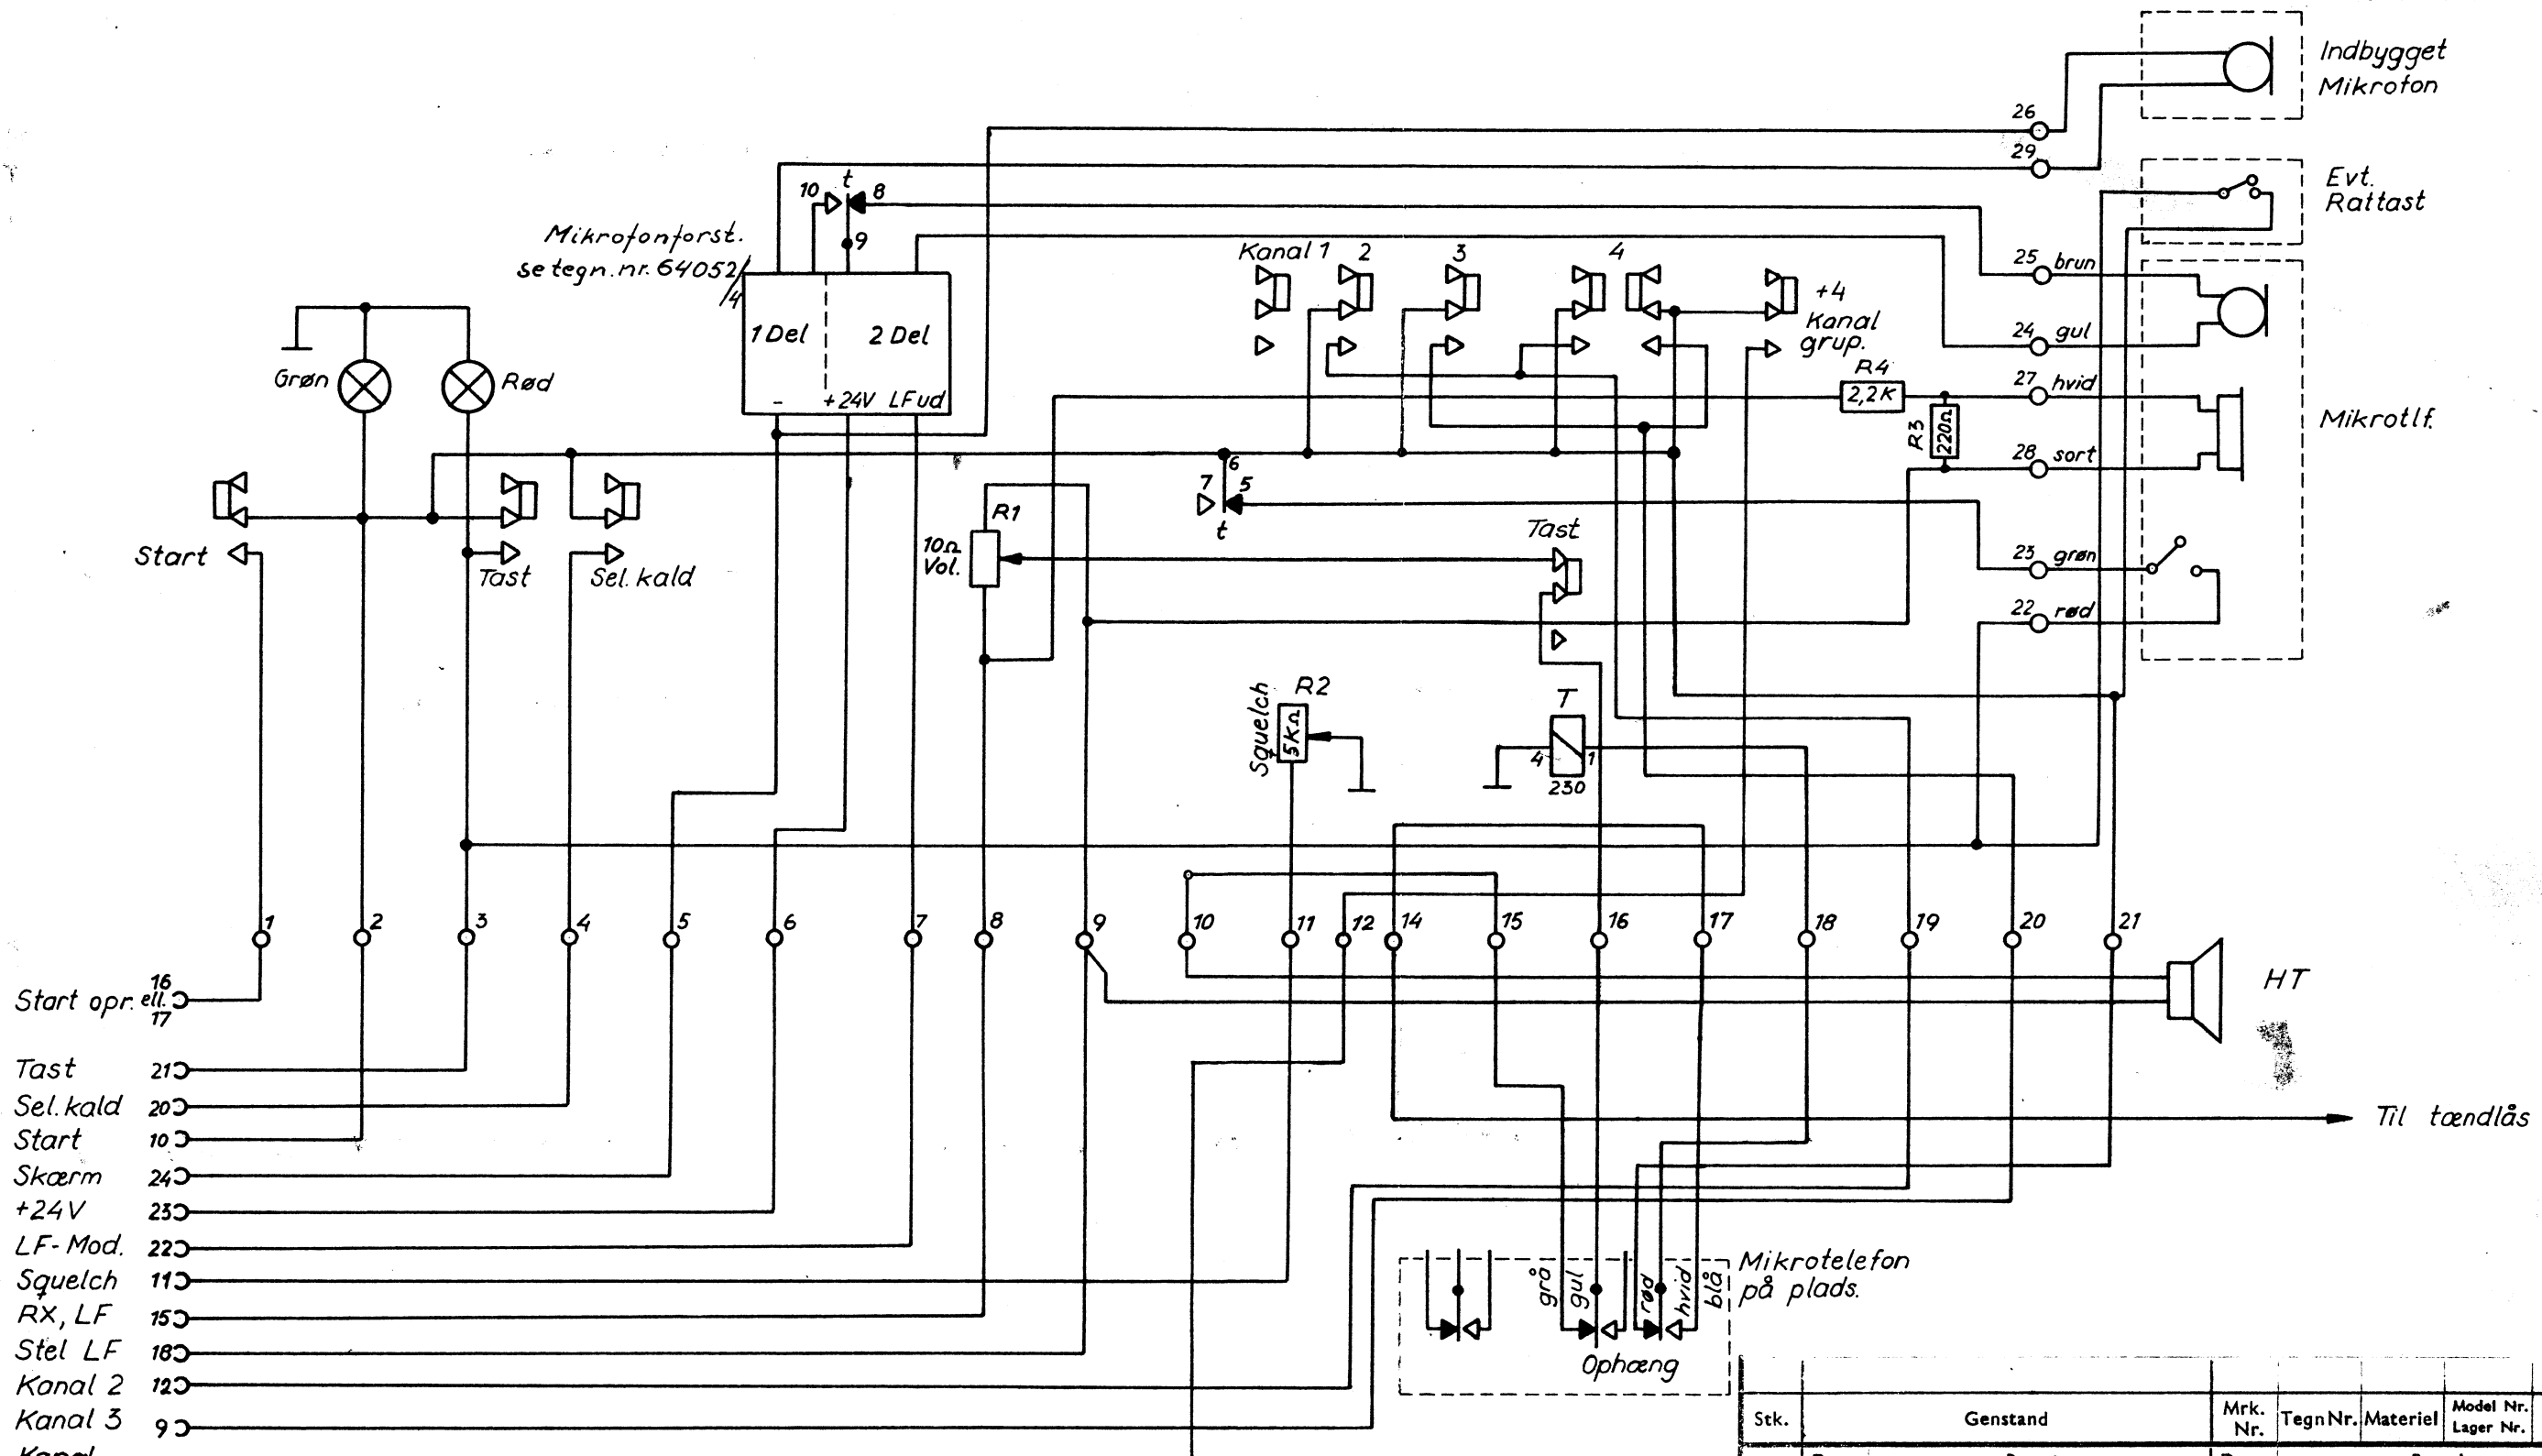 Indbygget
Mikrofon
26
29
Evt.
Rattast
10
t
8
9
Mikrofonforst.
se tegn.nr. 64052/
/4
1 Del
2 Del
-
+24V
LF ud
Kanal 1
2
3
4
+4
Kanal
grup.
25 brun
24 gul
27 hvid
28 sort
23 grøn
22 rød
Mikrotlf.
R4
2,2K
R3
220Ω
Grøn
Rød
Start
Tast
Sel. kald
R1
10Ω
Vol.
6
7
5
t
Tast
R2
Squelch
5KΩ
T
4
1
230
1
2
3
4
5
6
7
8
9
10
11
12
14
15
16
17
18
19
20
21
HT
Til tændlås
Start opr.
16
ell.
17
Tast 21
Sel. kald 20
Start 10
Skærm 24
+24V 23
LF-Mod. 22
Squelch 11
RX, LF 15
Stel LF 18
Kanal 2 12
Kanal 3 9
Kanal
grå
gul
rød
hvid
blå
Mikrotelefon
på plads.
Ophæng
Stk.
Genstand
Mrk.
Nr.
Tegn Nr.
Materiel
Model Nr.
Lager Nr.